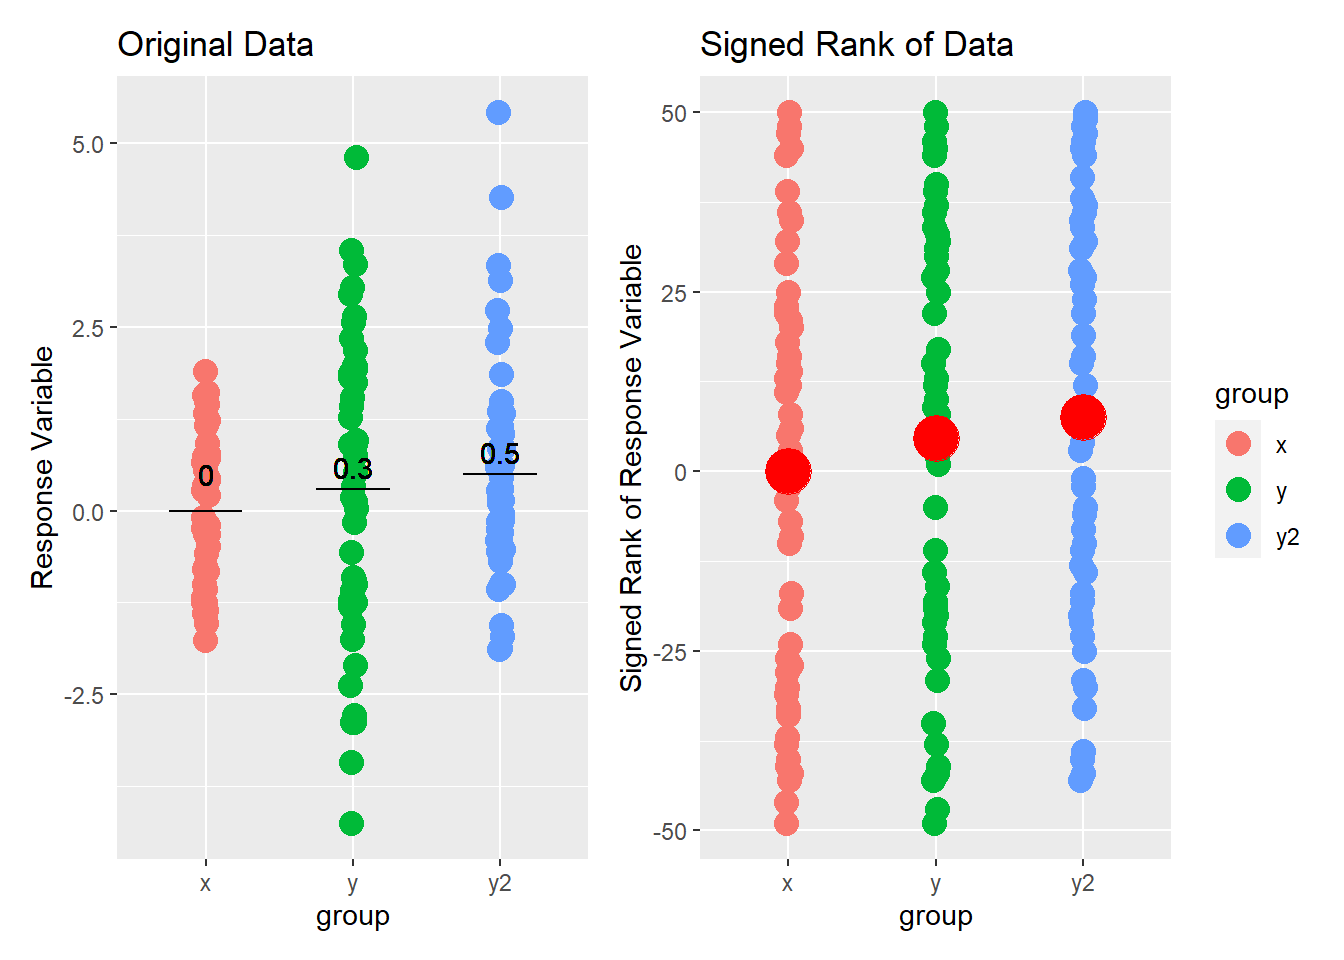 Original Data
Response Variable
5.0
2.5
0.0
-2.5
0
0.3
0.5
x
y
y2
group
Signed Rank of Data
Signed Rank of Response Variable
50
25
0
-25
-50
x
y
y2
group
group
x
y
y2